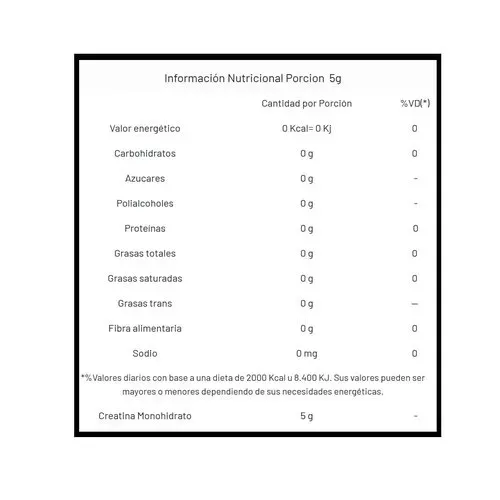 Información Nutricional Porcion 5g
Cantidad por Porción %VD(*)
Valor energético 0 Kcal= 0 Kj 0
Carbohidratos 0 g 0
Azucares 0 g -
Polialcoholes 0 g -
Proteínas 0 g 0
Grasas totales 0 g 0
Grasas saturadas 0 g 0
Grasas trans 0 g —
Fibra alimentaria 0 g 0
Sodio 0 mg 0
*%Valores diarios con base a una dieta de 2000 Kcal u 8.400 KJ. Sus valores pueden ser
mayores o menores dependiendo de sus necesidades energéticas.
Creatina Monohidrato 5 g -